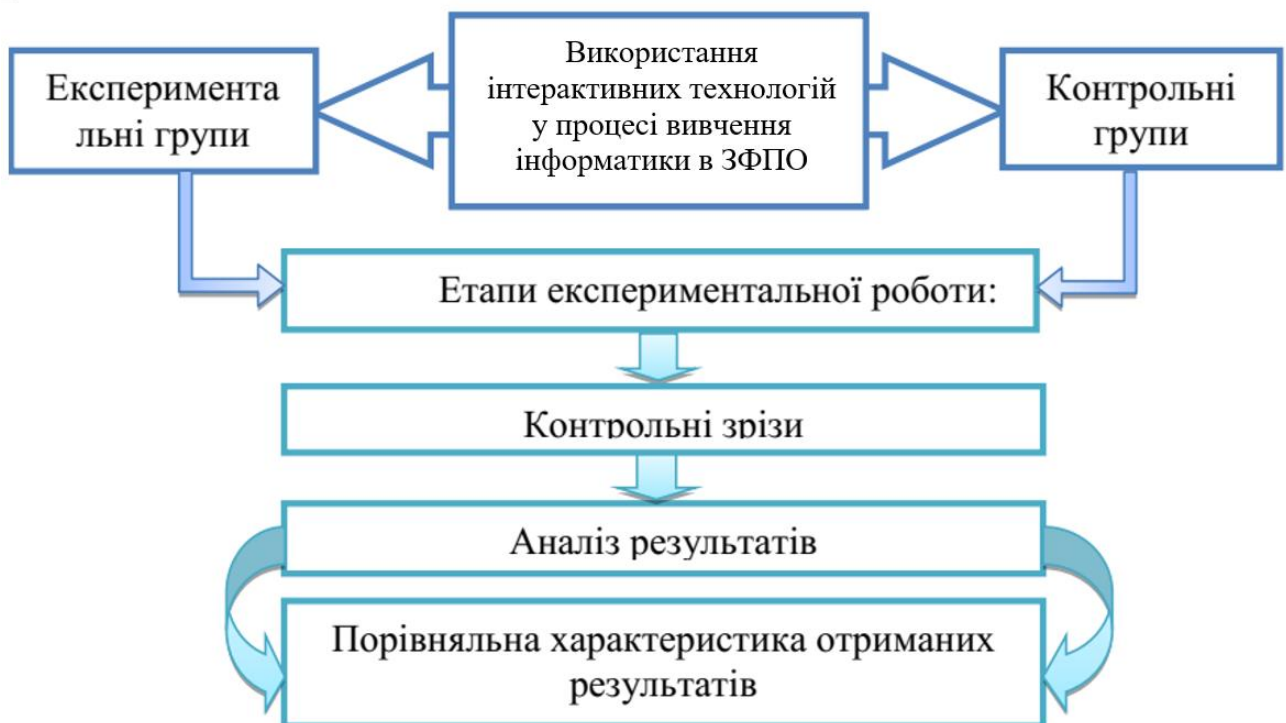 Використання
інтерактивних технологій
у процесі вивчення
інформатики в ЗФПО
Експеримента
льні групи
Контрольні
групи
Етапи експериментальної роботи:
Контрольні зрізи
Аналіз результатів
Порівняльна характеристика отриманих
результатів